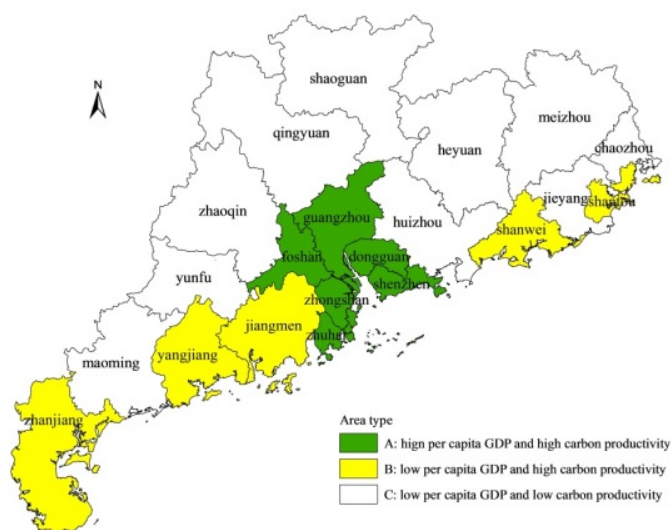 N
shaoguan
meizhou
qingyuan
heyuan
chaozhou
jieyang
shantou
zhaoqin
guangzhou
huizhou
shanwei
foshan
dongguan
yunfu
shenzhen
zhongshan
jiangmen
zhuhai
yangjiang
maoming
zhanjiang
Area type
A: hign per capita GDP and high carbon productivity
B: low per capita GDP and high carbon productivity
C: low per capita GDP and low carbon productivity